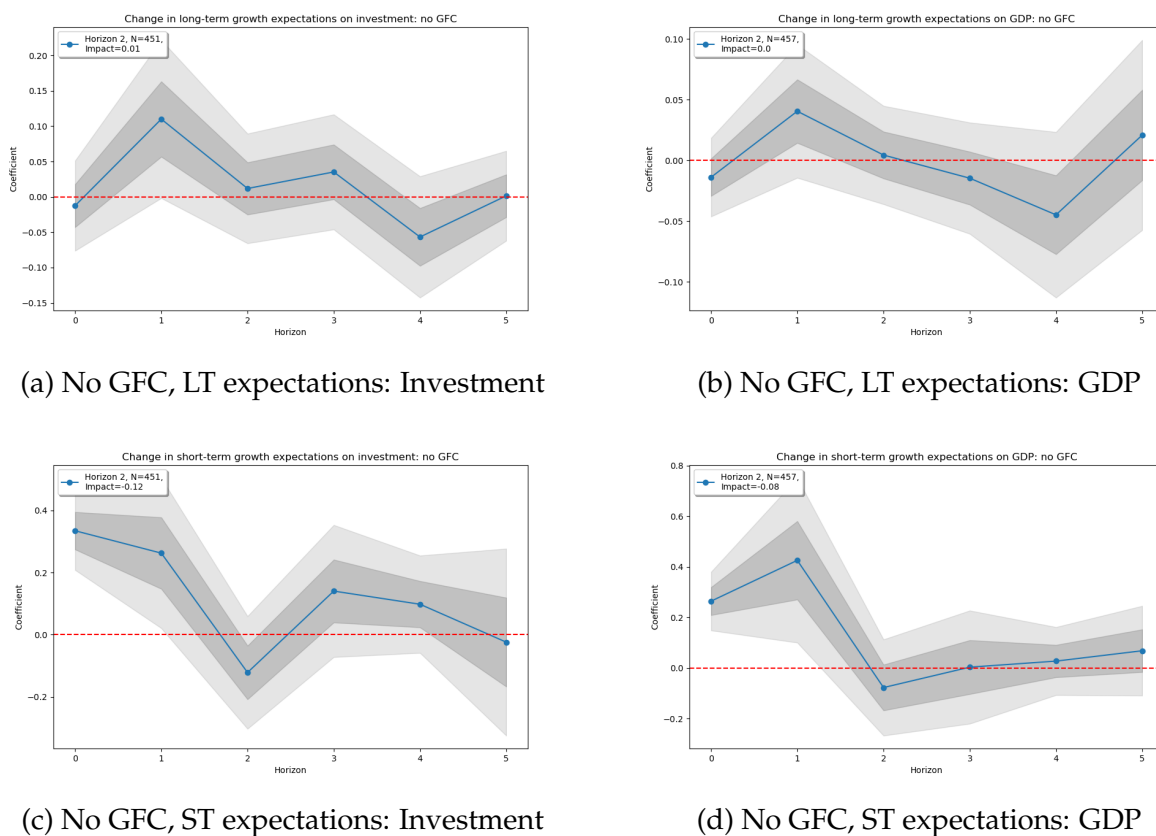 Change in long-term growth expectations on investment: no GFC
Horizon 2, N=451,
Impact=0.01
0.20
0.15
0.10
0.05
0.00
−0.05
−0.10
−0.15
Coefficient
0 1 2 3 4 5
Horizon
(a) No GFC, LT expectations: Investment
Change in long-term growth expectations on GDP: no GFC
Horizon 2, N=457,
Impact=0.0
0.10
0.05
0.00
−0.05
−0.10
Coefficient
0 1 2 3 4 5
Horizon
(b) No GFC, LT expectations: GDP
Change in short-term growth expectations on investment: no GFC
Horizon 2, N=451,
Impact=-0.12
0.4
0.2
0.0
−0.2
Coefficient
0 1 2 3 4 5
Horizon
(c) No GFC, ST expectations: Investment
Change in short-term growth expectations on GDP: no GFC
Horizon 2, N=457,
Impact=-0.08
0.8
0.6
0.4
0.2
0.0
−0.2
Coefficient
0 1 2 3 4 5
Horizon
(d) No GFC, ST expectations: GDP